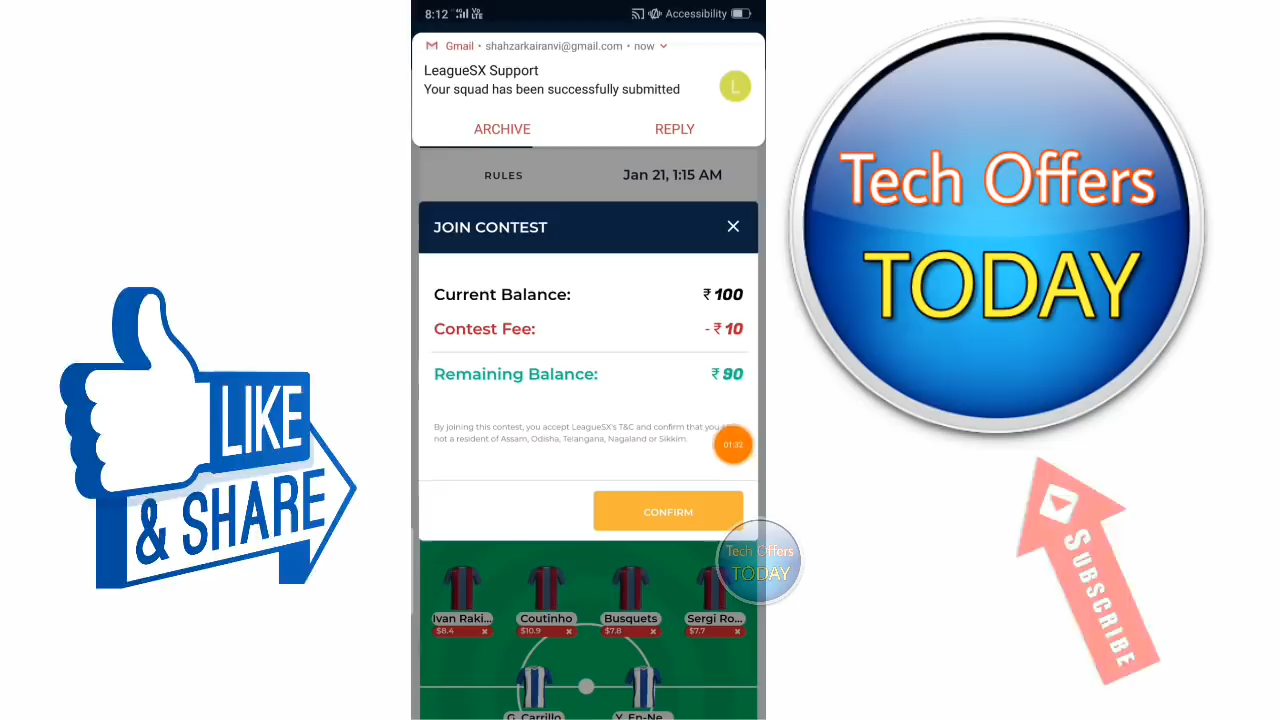 8:12
4G
Vo
LTE
Accessibility
Gmail • shahzarkairanvi@gmail.com • now
LeagueSX Support
Your squad has been successfully submitted
L
ARCHIVE
REPLY
RULES
Jan 21, 1:15 AM
JOIN CONTEST
Current Balance:
₹ 100
Contest Fee:
- ₹ 10
Remaining Balance:
₹ 90
By joining this contest, you accept LeagueSX's T&C and confirm that you
not a resident of Assam, Odisha, Telangana, Nagaland or Sikkim.
01:32
CONFIRM
Ivan Raki...
Coutinho
Busquets
Sergi Ro...
$8.4
$10.9
$7.8
$7.7
G. Carrillo
Y. En-Ne
Tech Offers
TODAY
LIKE
& SHARE
Tech Offers
TODAY
SUBSCRIBE